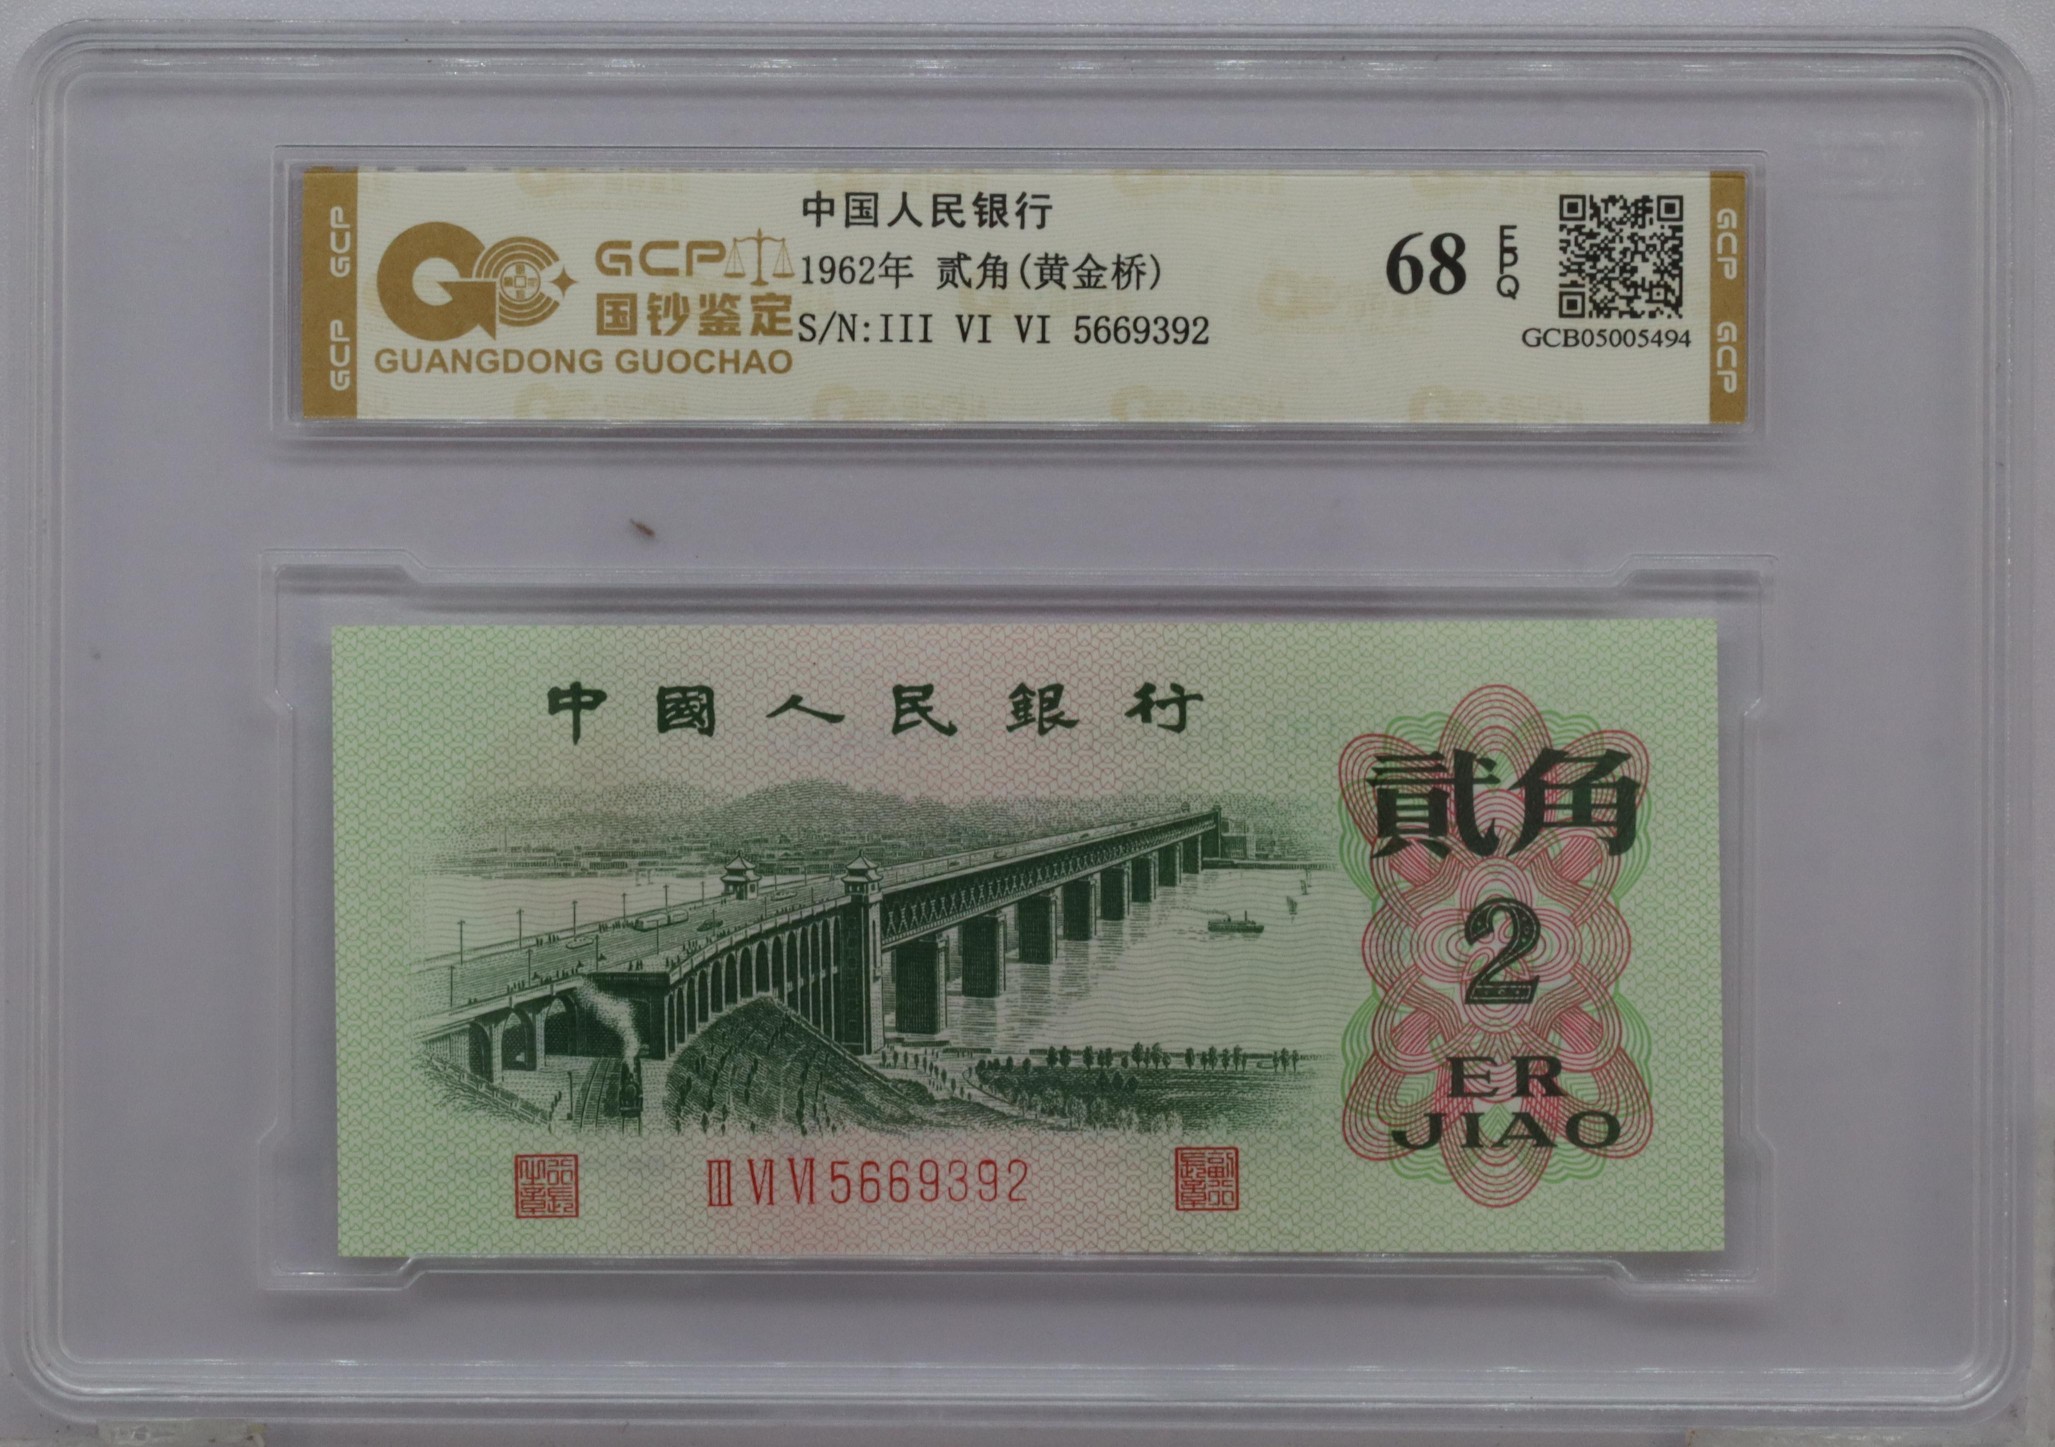 GCP
GCP
GCP
国钞鉴定
GUANGDONG GUOCHAO
中国人民银行
1962年 贰角(黄金桥)
S/N:III VI VI 5669392
68
EPQ
GCB05005494
GCP
GCP
中國人民銀行
貳角
2
ER
JIAO
III VI VI 5669392